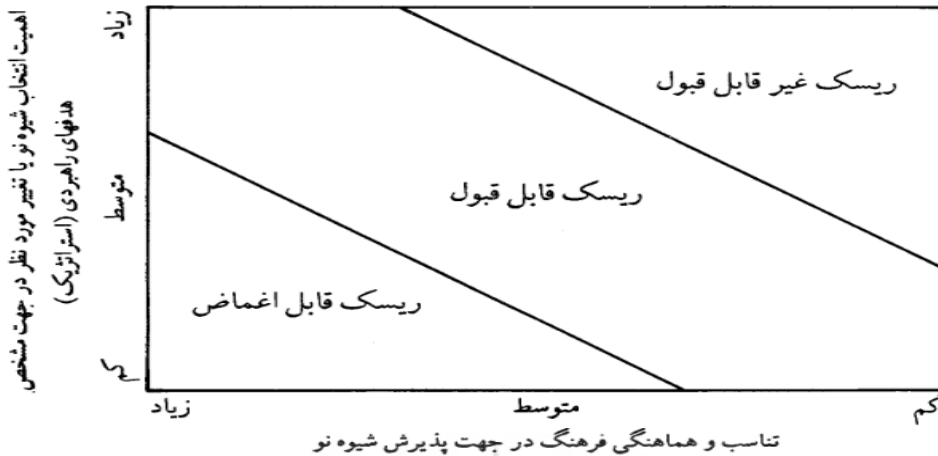 اهمیت انتخاب شیوه نو یا تغییر مورد نظر در جهت مشخص
هدفهای راهبردی (استراتژیک)
زیاد
متوسط
کم
ریسک غیر قابل قبول
ریسک قابل قبول
ریسک قابل اغماض
زیاد متوسط کم
تناسب و هماهنگی فرهنگ در جهت پذیرش شیوه نو